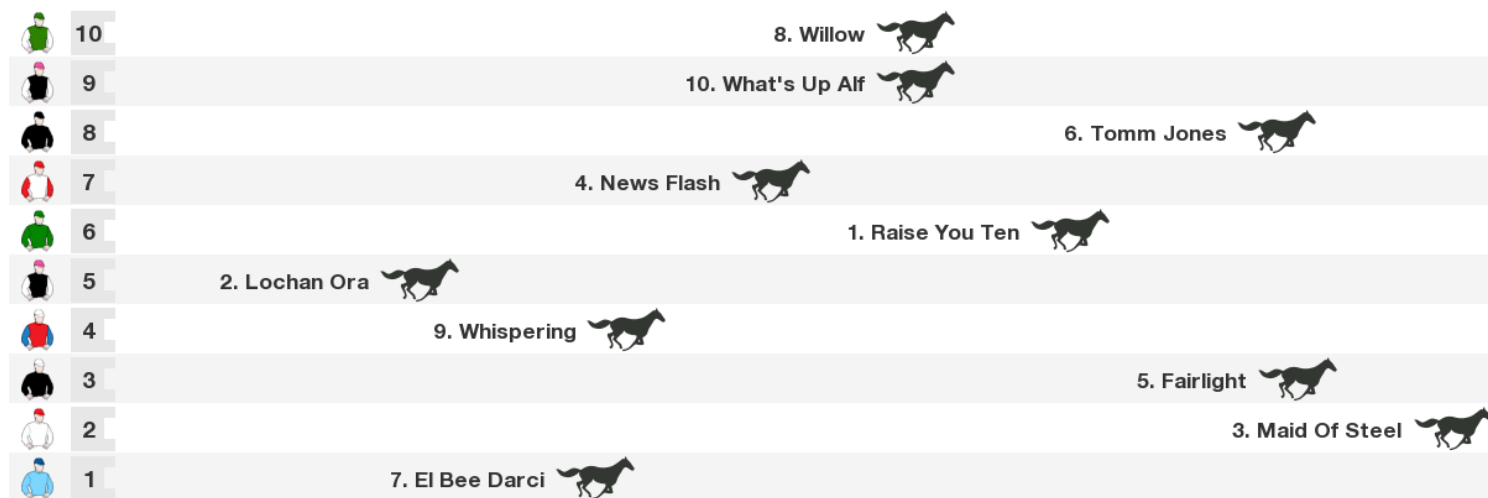 10 8. Willow
9 10. What's Up Alf
8 6. Tomm Jones
7 4. News Flash
6 1. Raise You Ten
5 2. Lochan Ora
4 9. Whispering
3 5. Fairlight
2 3. Maid Of Steel
1 7. El Bee Darci